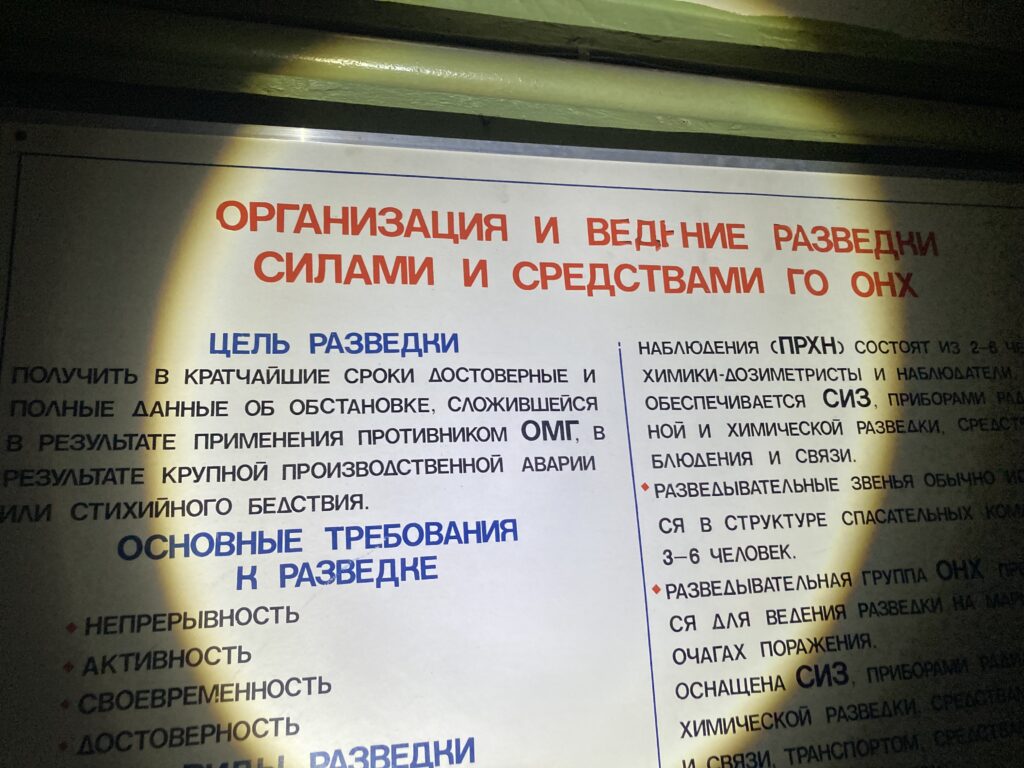 ОРГАНИЗАЦИЯ И ВЕДЕНИЕ РАЗВЕДКИ
СИЛАМИ И СРЕДСТВАМИ ГО ОНХ
ЦЕЛЬ РАЗВЕДКИ
ПОЛУЧИТЬ В КРАТЧАЙШИЕ СРОКИ ДОСТОВЕРНЫЕ И
ПОЛНЫЕ ДАННЫЕ ОБ ОБСТАНОВКЕ, СЛОЖИВШЕЙСЯ
В РЕЗУЛЬТАТЕ ПРИМЕНЕНИЯ ПРОТИВНИКОМ ОМГ, В
РЕЗУЛЬТАТЕ КРУПНОЙ ПРОИЗВОДСТВЕННОЙ АВАРИИ
ИЛИ СТИХИЙНОГО БЕДСТВИЯ.
ОСНОВНЫЕ ТРЕБОВАНИЯ
К РАЗВЕДКЕ
НЕПРЕРЫВНОСТЬ
АКТИВНОСТЬ
СВОЕВРЕМЕННОСТЬ
ДОСТОВЕРНОСТЬ
ВИДЫ РАЗВЕДКИ
НАБЛЮДЕНИЯ (ПРХН) СОСТОЯТ ИЗ 2-6
ХИМИКИ-ДОЗИМЕТРИСТЫ И НАБЛЮДАТЕЛИ,
ОБЕСПЕЧИВАЕТСЯ СИЗ, ПРИБОРАМИ
НОЙ И ХИМИЧЕСКОЙ РАЗВЕДКИ,
БЛЮДЕНИЯ И СВЯЗИ.
РАЗВЕДЫВАТЕЛЬНЫЕ ЗВЕНЬЯ ОБЫЧНО
СЯ В СТРУКТУРЕ СПАСАТЕЛЬНЫХ
3-6 ЧЕЛОВЕК.
РАЗВЕДЫВАТЕЛЬНАЯ ГРУППА ОНХ
СЯ ДЛЯ ВЕДЕНИЯ РАЗВЕДКИ НА
ОЧАГАХ ПОРАЖЕНИЯ.
ОСНАЩЕНА СИЗ, ПРИБОРАМИ
ХИМИЧЕСКОЙ РАЗВЕДКИ,
И СВЯЗИ, ТРАНСПОРТОМ,